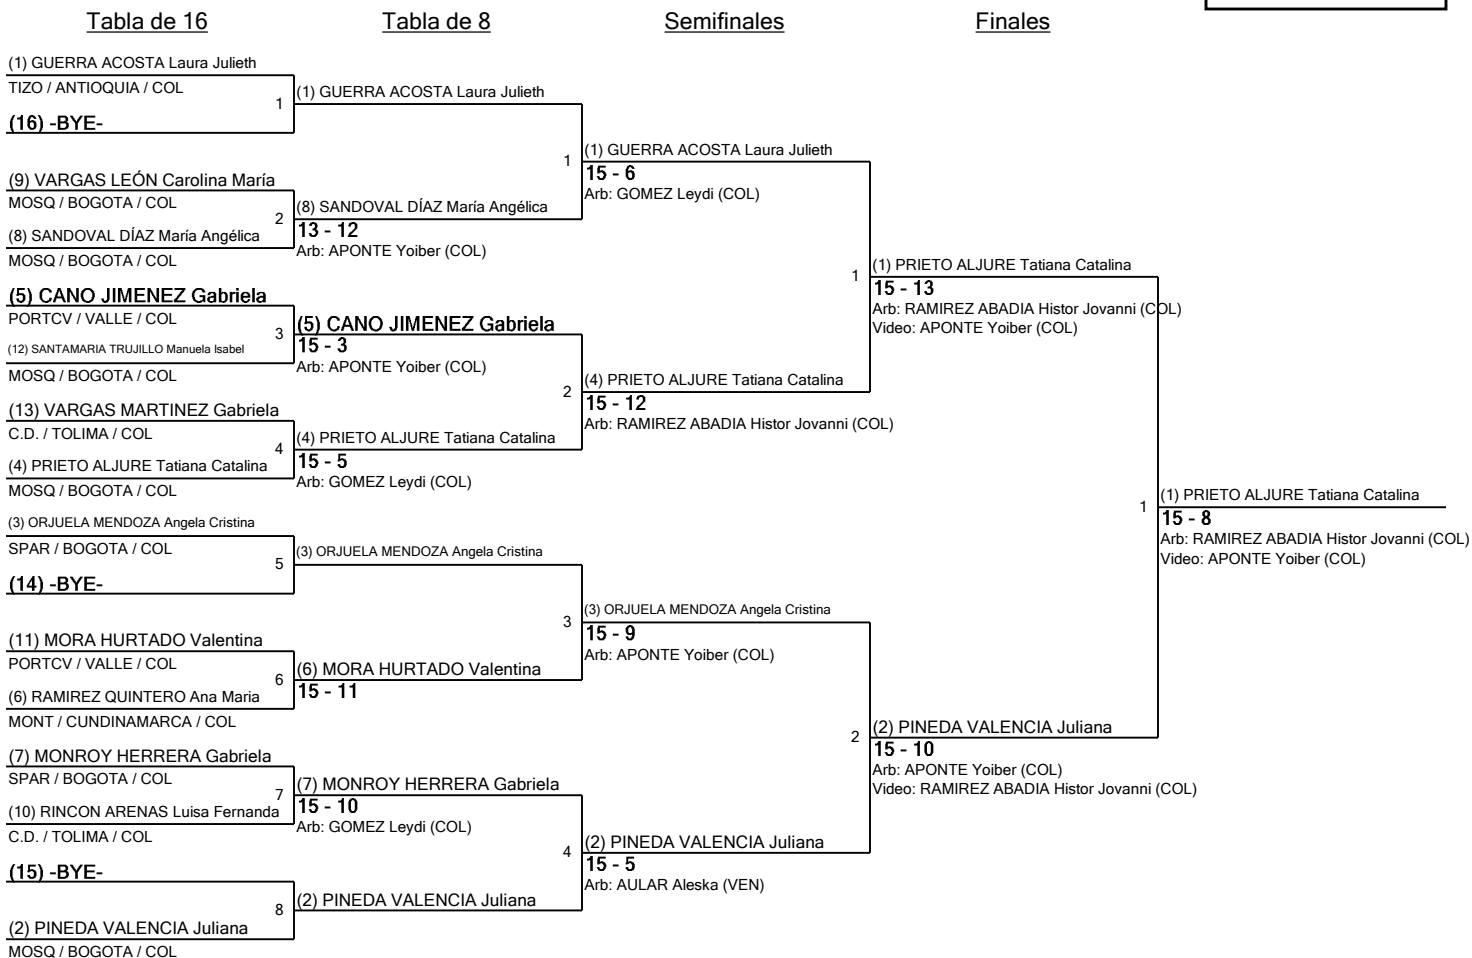 Tabla de 16
Tabla de 8
Semifinales
Finales
(1) GUERRA ACOSTA Laura Julieth
TIZO / ANTIOQUIA / COL
1
(16) -BYE-
(9) VARGAS LEÓN Carolina María
MOSQ / BOGOTA / COL
2
(8) SANDOVAL DÍAZ María Angélica
MOSQ / BOGOTA / COL
(5) CANO JIMENEZ Gabriela
PORTCV / VALLE / COL
3
(12) SANTAMARIA TRUJILLO Manuela Isabel
MOSQ / BOGOTA / COL
(13) VARGAS MARTINEZ Gabriela
C.D. / TOLIMA / COL
4
(4) PRIETO ALJURE Tatiana Catalina
MOSQ / BOGOTA / COL
(3) ORJUELA MENDOZA Angela Cristina
SPAR / BOGOTA / COL
5
(14) -BYE-
(11) MORA HURTADO Valentina
PORTCV / VALLE / COL
6
(6) RAMIREZ QUINTERO Ana Maria
MONT / CUNDINAMARCA / COL
(7) MONROY HERRERA Gabriela
SPAR / BOGOTA / COL
7
(10) RINCON ARENAS Luisa Fernanda
C.D. / TOLIMA / COL
(15) -BYE-
8
(2) PINEDA VALENCIA Juliana
MOSQ / BOGOTA / COL
(1) GUERRA ACOSTA Laura Julieth
1
(8) SANDOVAL DÍAZ María Angélica
13 - 12
Arb: APONTE Yoiber (COL)
(5) CANO JIMENEZ Gabriela
15 - 3
Arb: APONTE Yoiber (COL)
2
(4) PRIETO ALJURE Tatiana Catalina
15 - 5
Arb: GOMEZ Leydi (COL)
(3) ORJUELA MENDOZA Angela Cristina
3
(6) MORA HURTADO Valentina
15 - 11
(7) MONROY HERRERA Gabriela
15 - 10
Arb: GOMEZ Leydi (COL)
4
(2) PINEDA VALENCIA Juliana
(1) GUERRA ACOSTA Laura Julieth
15 - 6
Arb: GOMEZ Leydi (COL)
1
(4) PRIETO ALJURE Tatiana Catalina
15 - 12
Arb: RAMIREZ ABADIA Histor Jovanni (COL)
(3) ORJUELA MENDOZA Angela Cristina
15 - 9
Arb: APONTE Yoiber (COL)
2
(2) PINEDA VALENCIA Juliana
15 - 5
Arb: AULAR Aleska (VEN)
(1) PRIETO ALJURE Tatiana Catalina
15 - 13
Arb: RAMIREZ ABADIA Histor Jovanni (COL)
Video: APONTE Yoiber (COL)
1
(2) PINEDA VALENCIA Juliana
15 - 10
Arb: APONTE Yoiber (COL)
Video: RAMIREZ ABADIA Histor Jovanni (COL)
(1) PRIETO ALJURE Tatiana Catalina
15 - 8
Arb: RAMIREZ ABADIA Histor Jovanni (COL)
Video: APONTE Yoiber (COL)